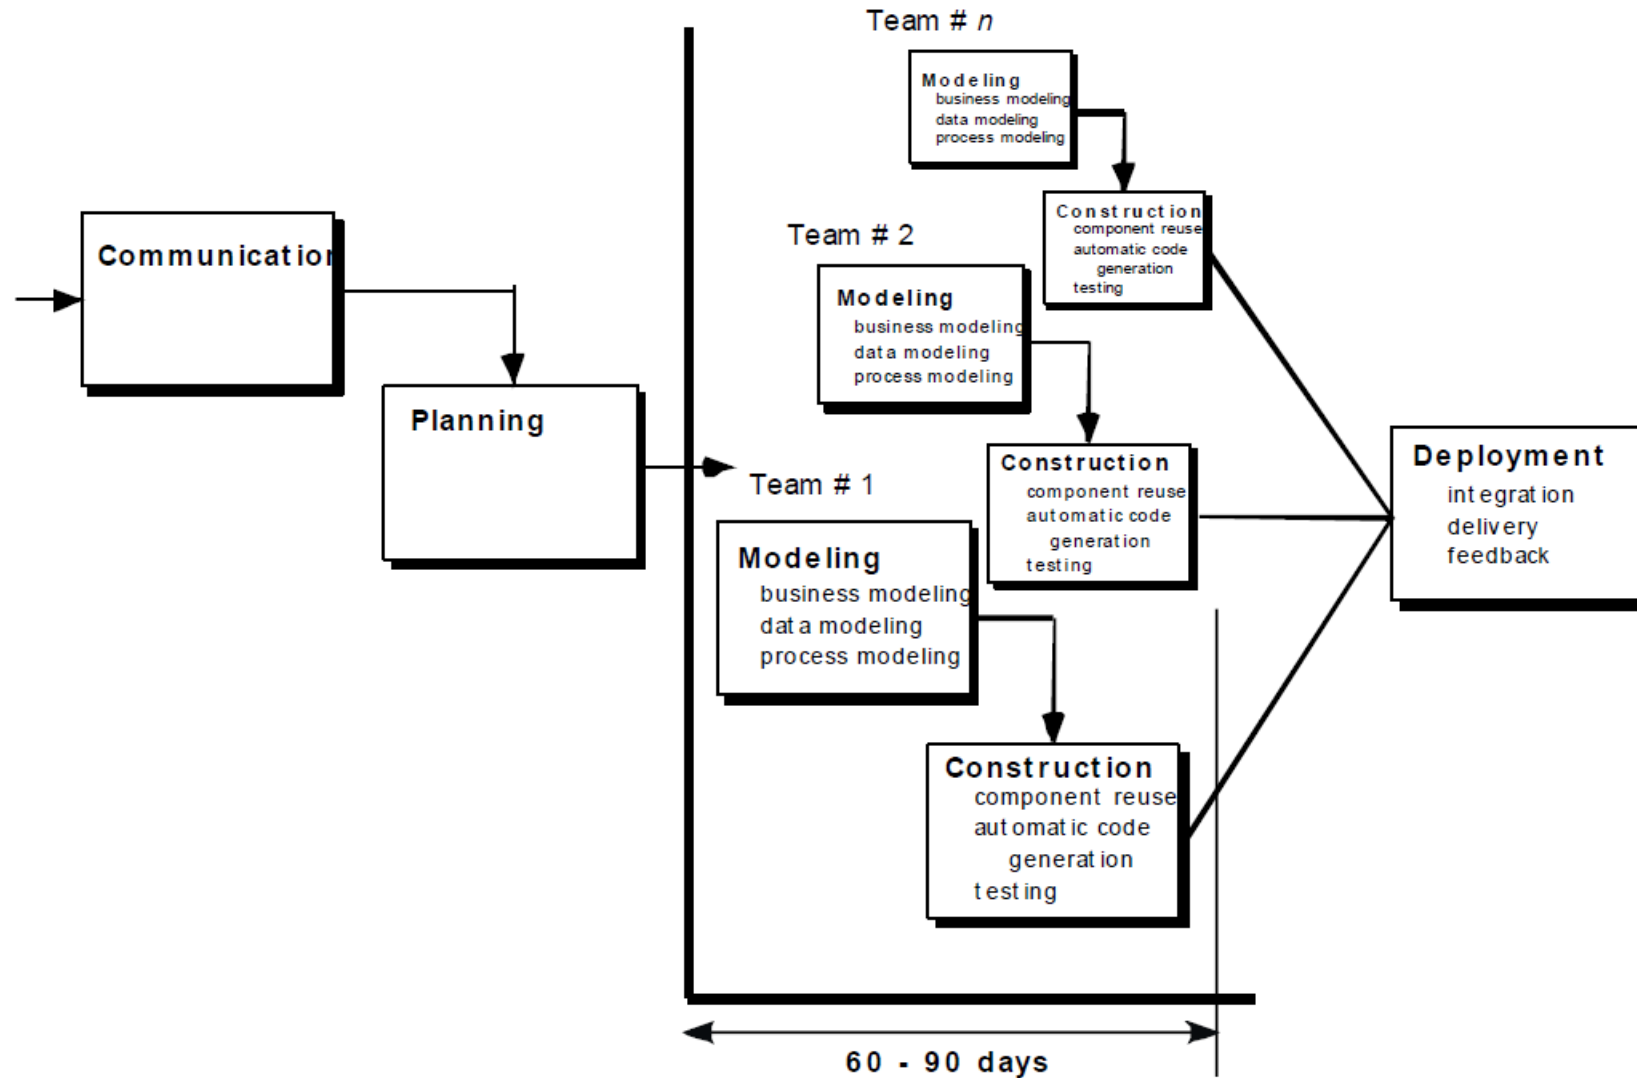 Team # n
Modeling
business modeling
data modeling
process modeling
Construction
component reuse
automatic code
generation
testing
Team # 2
Modeling
business modeling
data modeling
process modeling
Construction
component reuse
automatic code
generation
testing
Communication
Planning
Team # 1
Modeling
business modeling
data modeling
process modeling
Construction
component reuse
automatic code
generation
testing
Deployment
integration
delivery
feedback
60 - 90 days